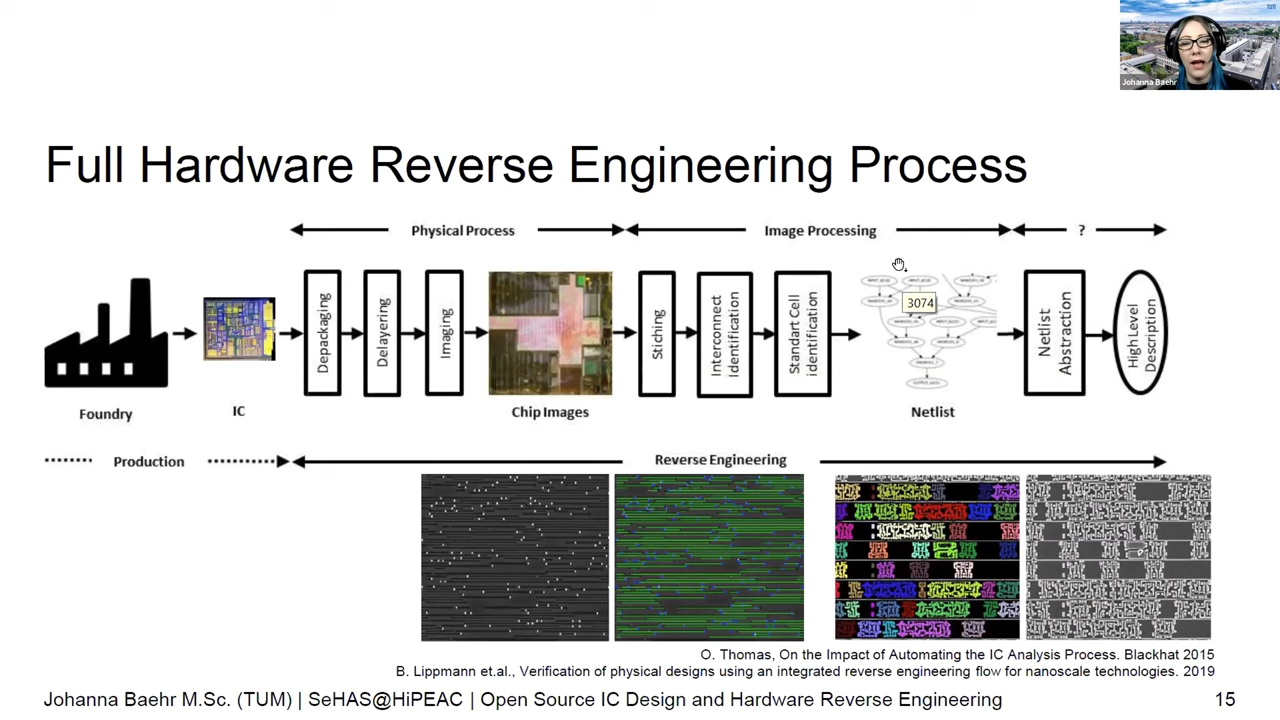 TUM
Johanna Baehr
Full Hardware Reverse Engineering Process
Physical Process
Image Processing
?
Depackaging
Delayering
Imaging
Chip Images
Stiching
Interconnect
Identification
Standart Cell
identification
3074
Netlist
Netlist
Abstraction
High Level
Description
Foundry
IC
Production
Reverse Engineering
O. Thomas, On the Impact of Automating the IC Analysis Process. Blackhat 2015
B. Lippmann et.al., Verification of physical designs using an integrated reverse engineering flow for nanoscale technologies. 2019
Johanna Baehr M.Sc. (TUM) | SeHAS@HiPEAC | Open Source IC Design and Hardware Reverse Engineering
15